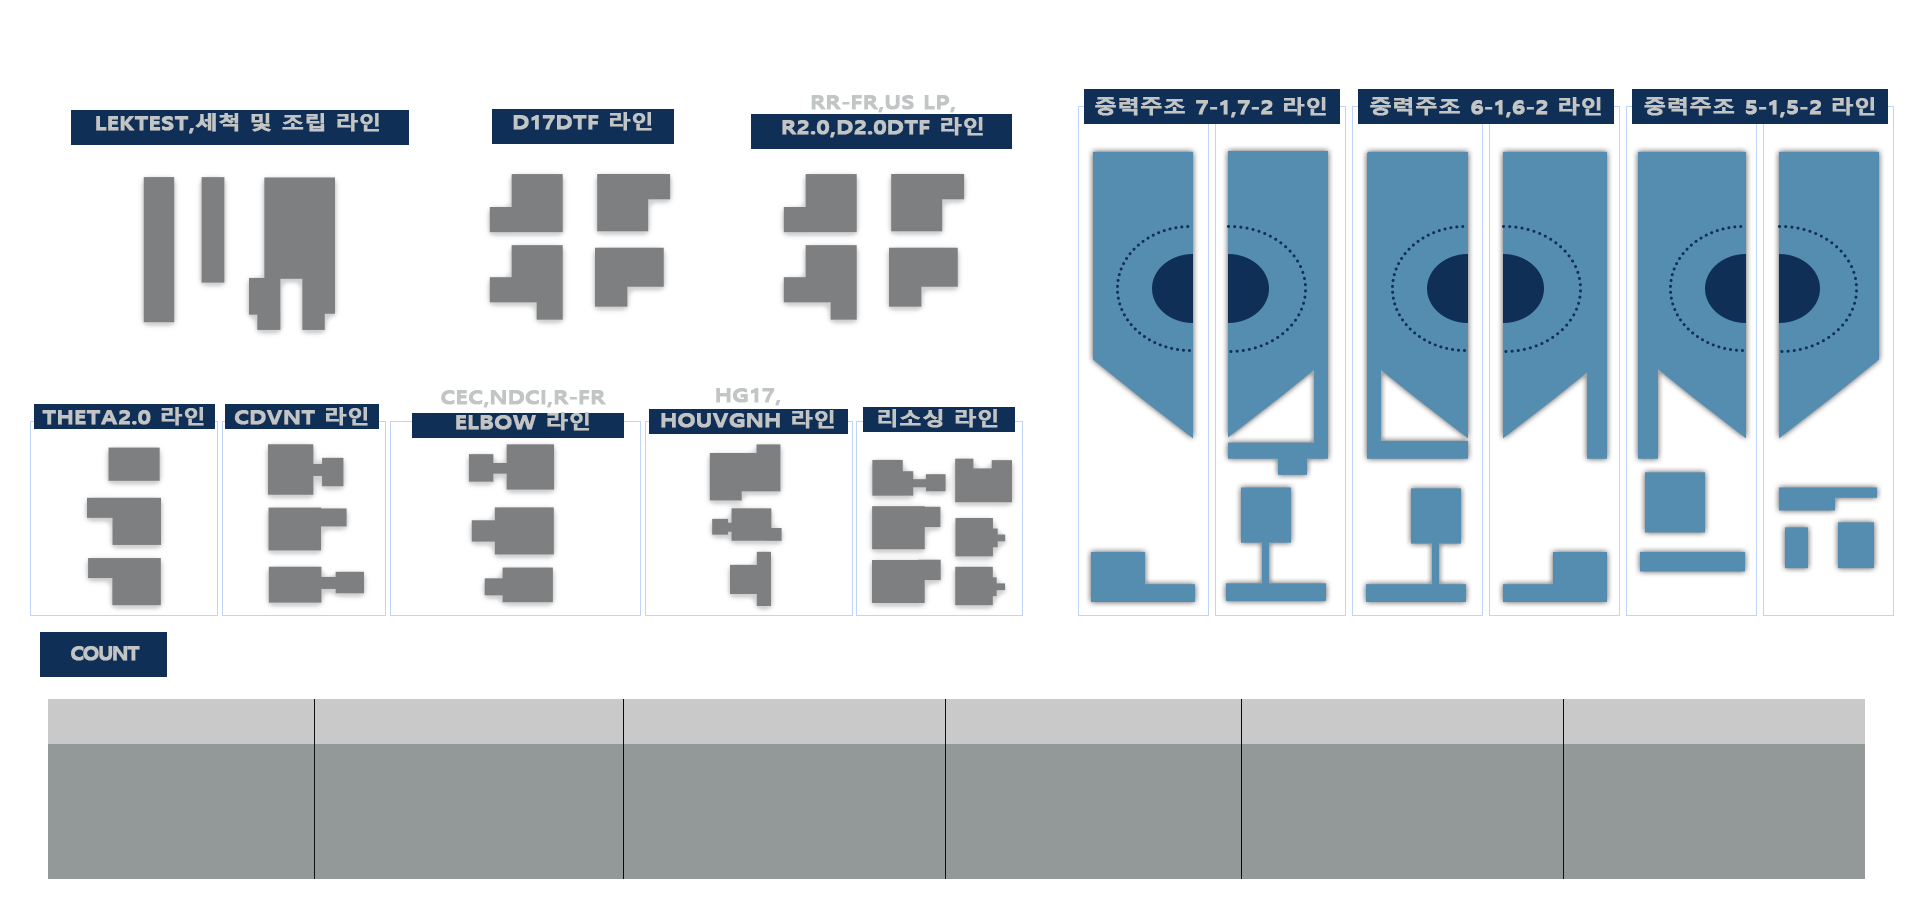 LEKTEST,세척 및 조립 라인
D17DTF 라인
RR-FR,US LP,
R2.0,D2.0DTF 라인
중력주조 7-1,7-2 라인
중력주조 6-1,6-2 라인
중력주조 5-1,5-2 라인
THETA2.0 라인
CDVNT 라인
CEC,NDCI,R-FR
ELBOW 라인
HG17,
HOUVGNH 라인
리소싱 라인
COUNT